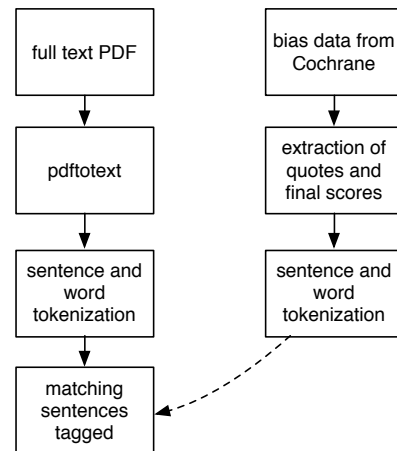 full text PDF
pdftotext
sentence and
word
tokenization
matching
sentences
tagged
bias data from
Cochrane
extraction of
quotes and
final scores
sentence and
word
tokenization